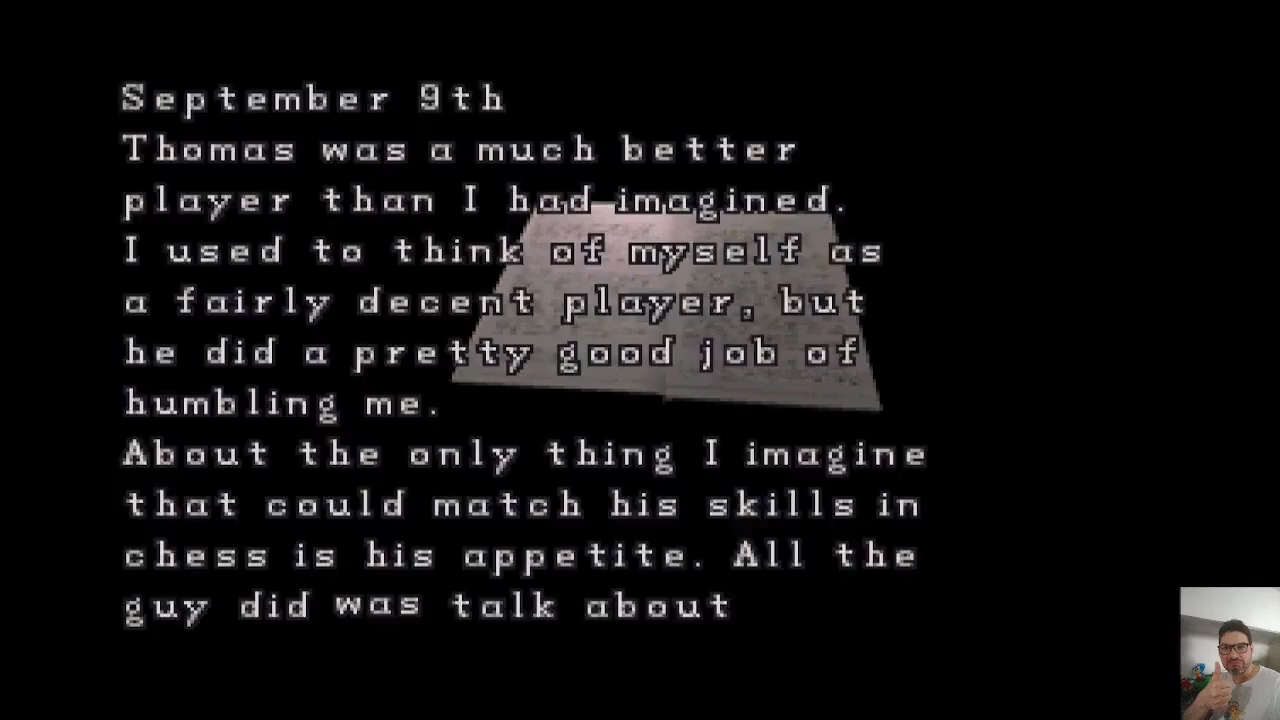 September 9th
Thomas was a much better
player than I had imagined.
I used to think of myself as
a fairly decent player, but
he did a pretty good job of
humbling me.
About the only thing I imagine
that could match his skills in
chess is his appetite. All the
guy did was talk about